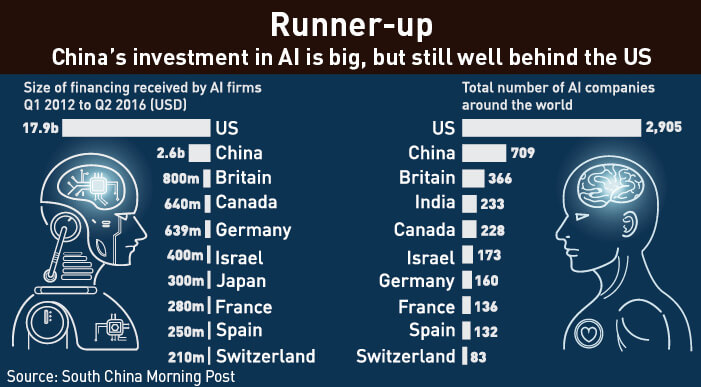 Runner-up
China's investment in AI is big, but still well behind the US
Size of financing received by AI firms
Q1 2012 to Q2 2016 (USD)
17.9b US
2.6b China
800m Britain
640m Canada
639m Germany
400m Israel
300m Japan
280m France
250m Spain
210m Switzerland
Total number of AI companies
around the world
US 2,905
China 709
Britain 366
India 233
Canada 228
Israel 173
Germany 160
France 136
Spain 132
Switzerland 83
Source: South China Morning Post